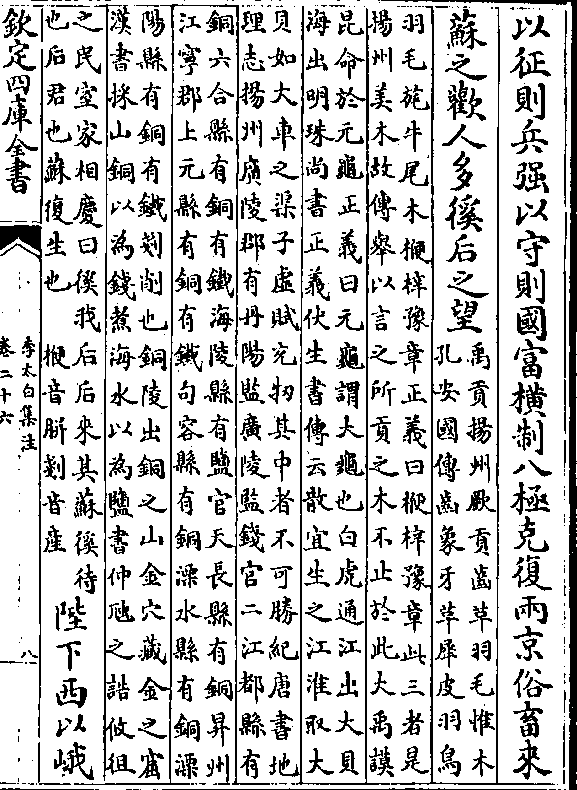 以征則兵强以守則國富橫制八極克復兩京俗畜來
蘇之歡人多徯后之望
禹貢揚州厥貢齒革羽毛惟木
孔安國傳齒象牙革犀皮羽鳥
羽毛旄牛尾木楩梓豫章正義曰楩梓豫章此三者是
揚州美木故傳舉以言之所貢之木不止於此大禹謨
昆命於元龜正義曰元龜謂大龜也白虎通江出大貝
海出明珠尚書正義伏生書傳云散宜生之江淮取大
貝如大車之渠子虛賦充牣其中者不可勝紀唐書地
理志揚州廣陵郡有丹陽監廣陵監錢官二江都縣有
銅六合縣有銅有鐵海陵縣有鹽官天長縣有銅昇州
江寧郡上元縣有銅有鐵句容縣有銅溧水縣有銅溧
陽縣有銅有鐵剗削也銅陵出銅之山金穴藏金之窟
漢書採山銅以為錢煮海水以為鹽書仲虺之誥攸徂
之民室家相慶曰徯我后后來其蘇徯待
也后君也蘇復生也 楩音駢剗音產
陛下西以峨
欽定四庫全書
李太白集注
卷二十六
八